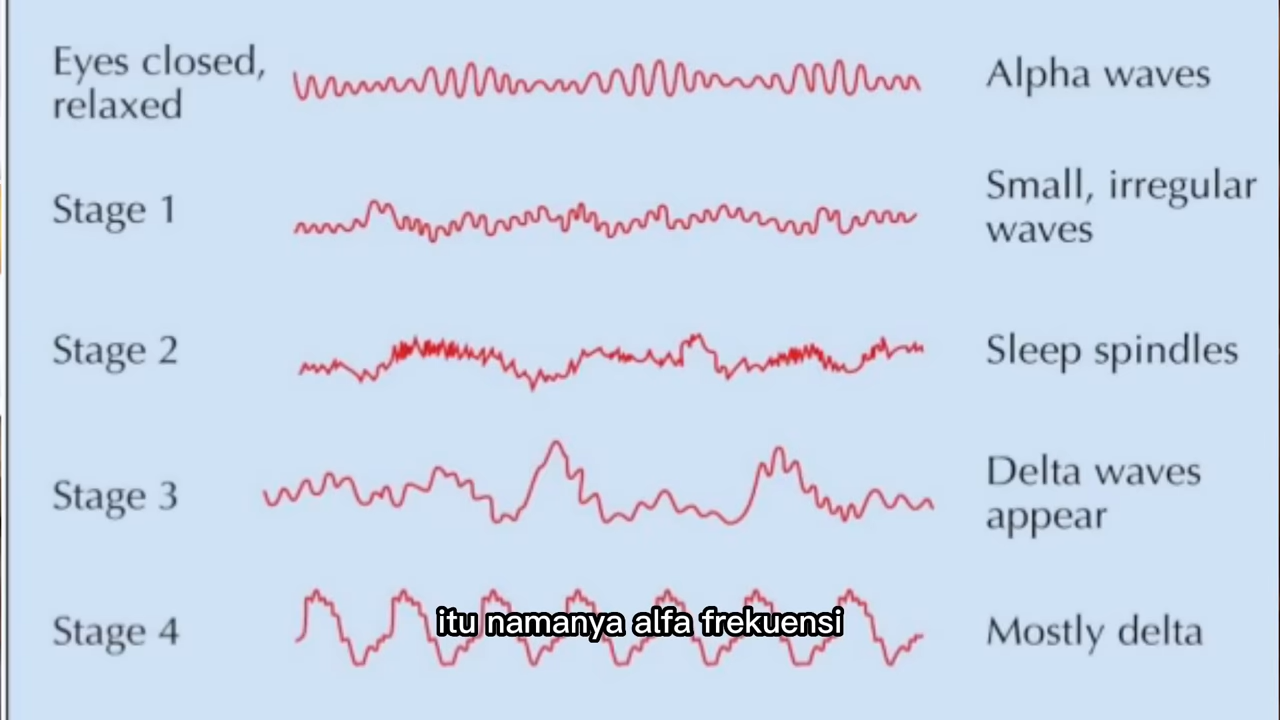 Eyes closed,
relaxed
Alpha waves
Stage 1
Small, irregular
waves
Stage 2
Sleep spindles
Stage 3
Delta waves
appear
Stage 4
itu namanya alfa frekuensi
Mostly delta